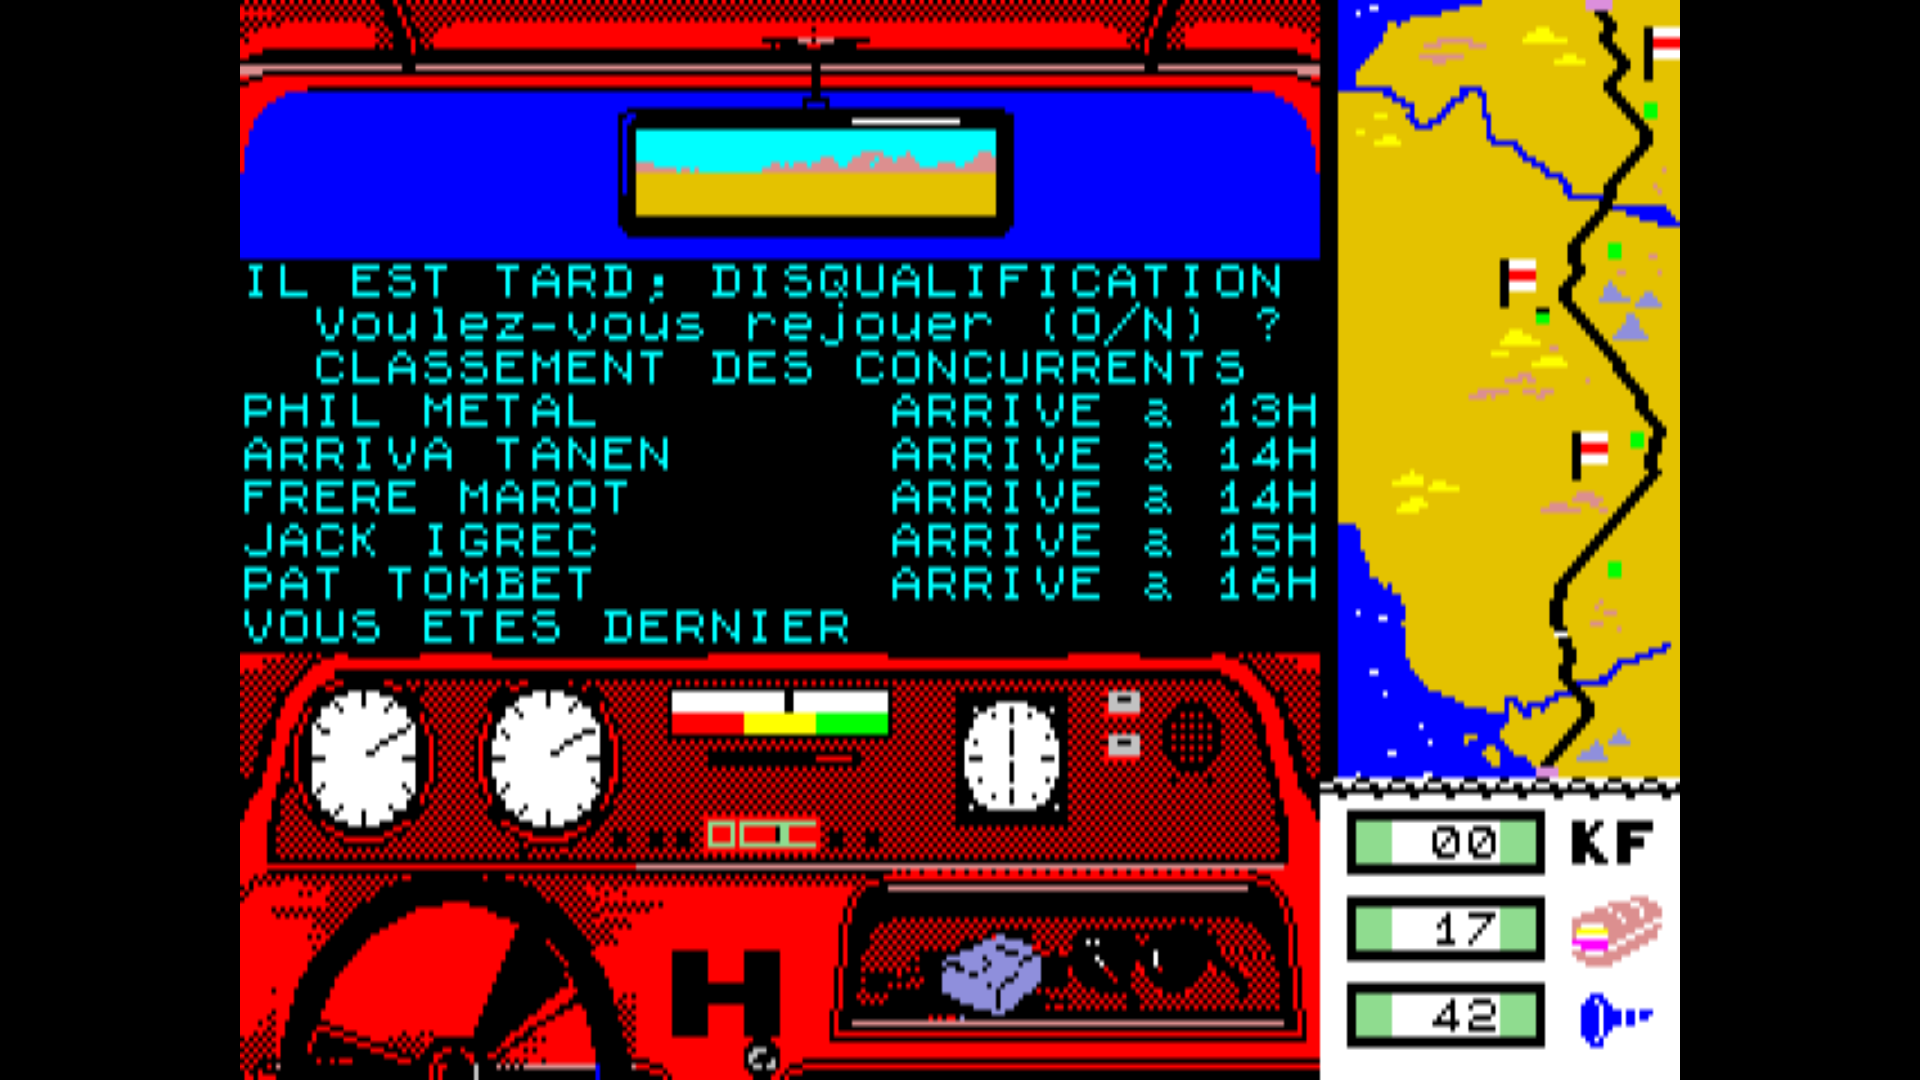 IL EST TARD; DISQUALIFICATION
Voulez-vous rejouer (O/N) ?
CLASSEMENT DES CONCURRENTS
PHIL METAL ARRIVE & 13H
ARRIVA TANEN ARRIVE & 14H
FRERE MAROT ARRIVE & 14H
JACK IGREC ARRIVE & 15H
PAT TOMBET ARRIVE & 16H
VOUS ETES DERNIER
00 KF
17
42